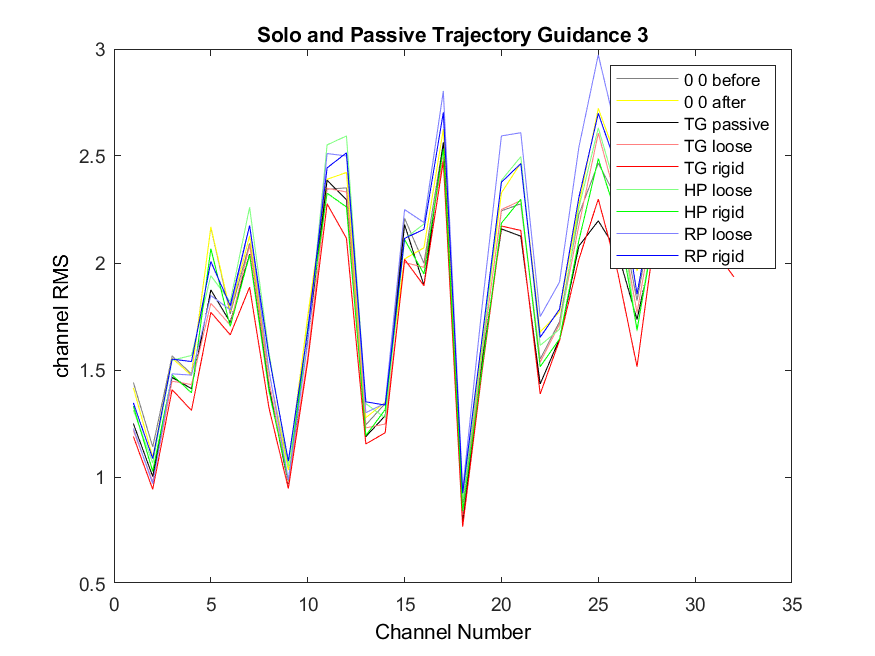 Solo and Passive Trajectory Guidance 3
3
2.5
2
1.5
1
0.5
channel RMS
0 0 before
0 0 after
TG passive
TG loose
TG rigid
HP loose
HP rigid
RP loose
RP rigid
0 5 10 15 20 25 30 35
Channel Number